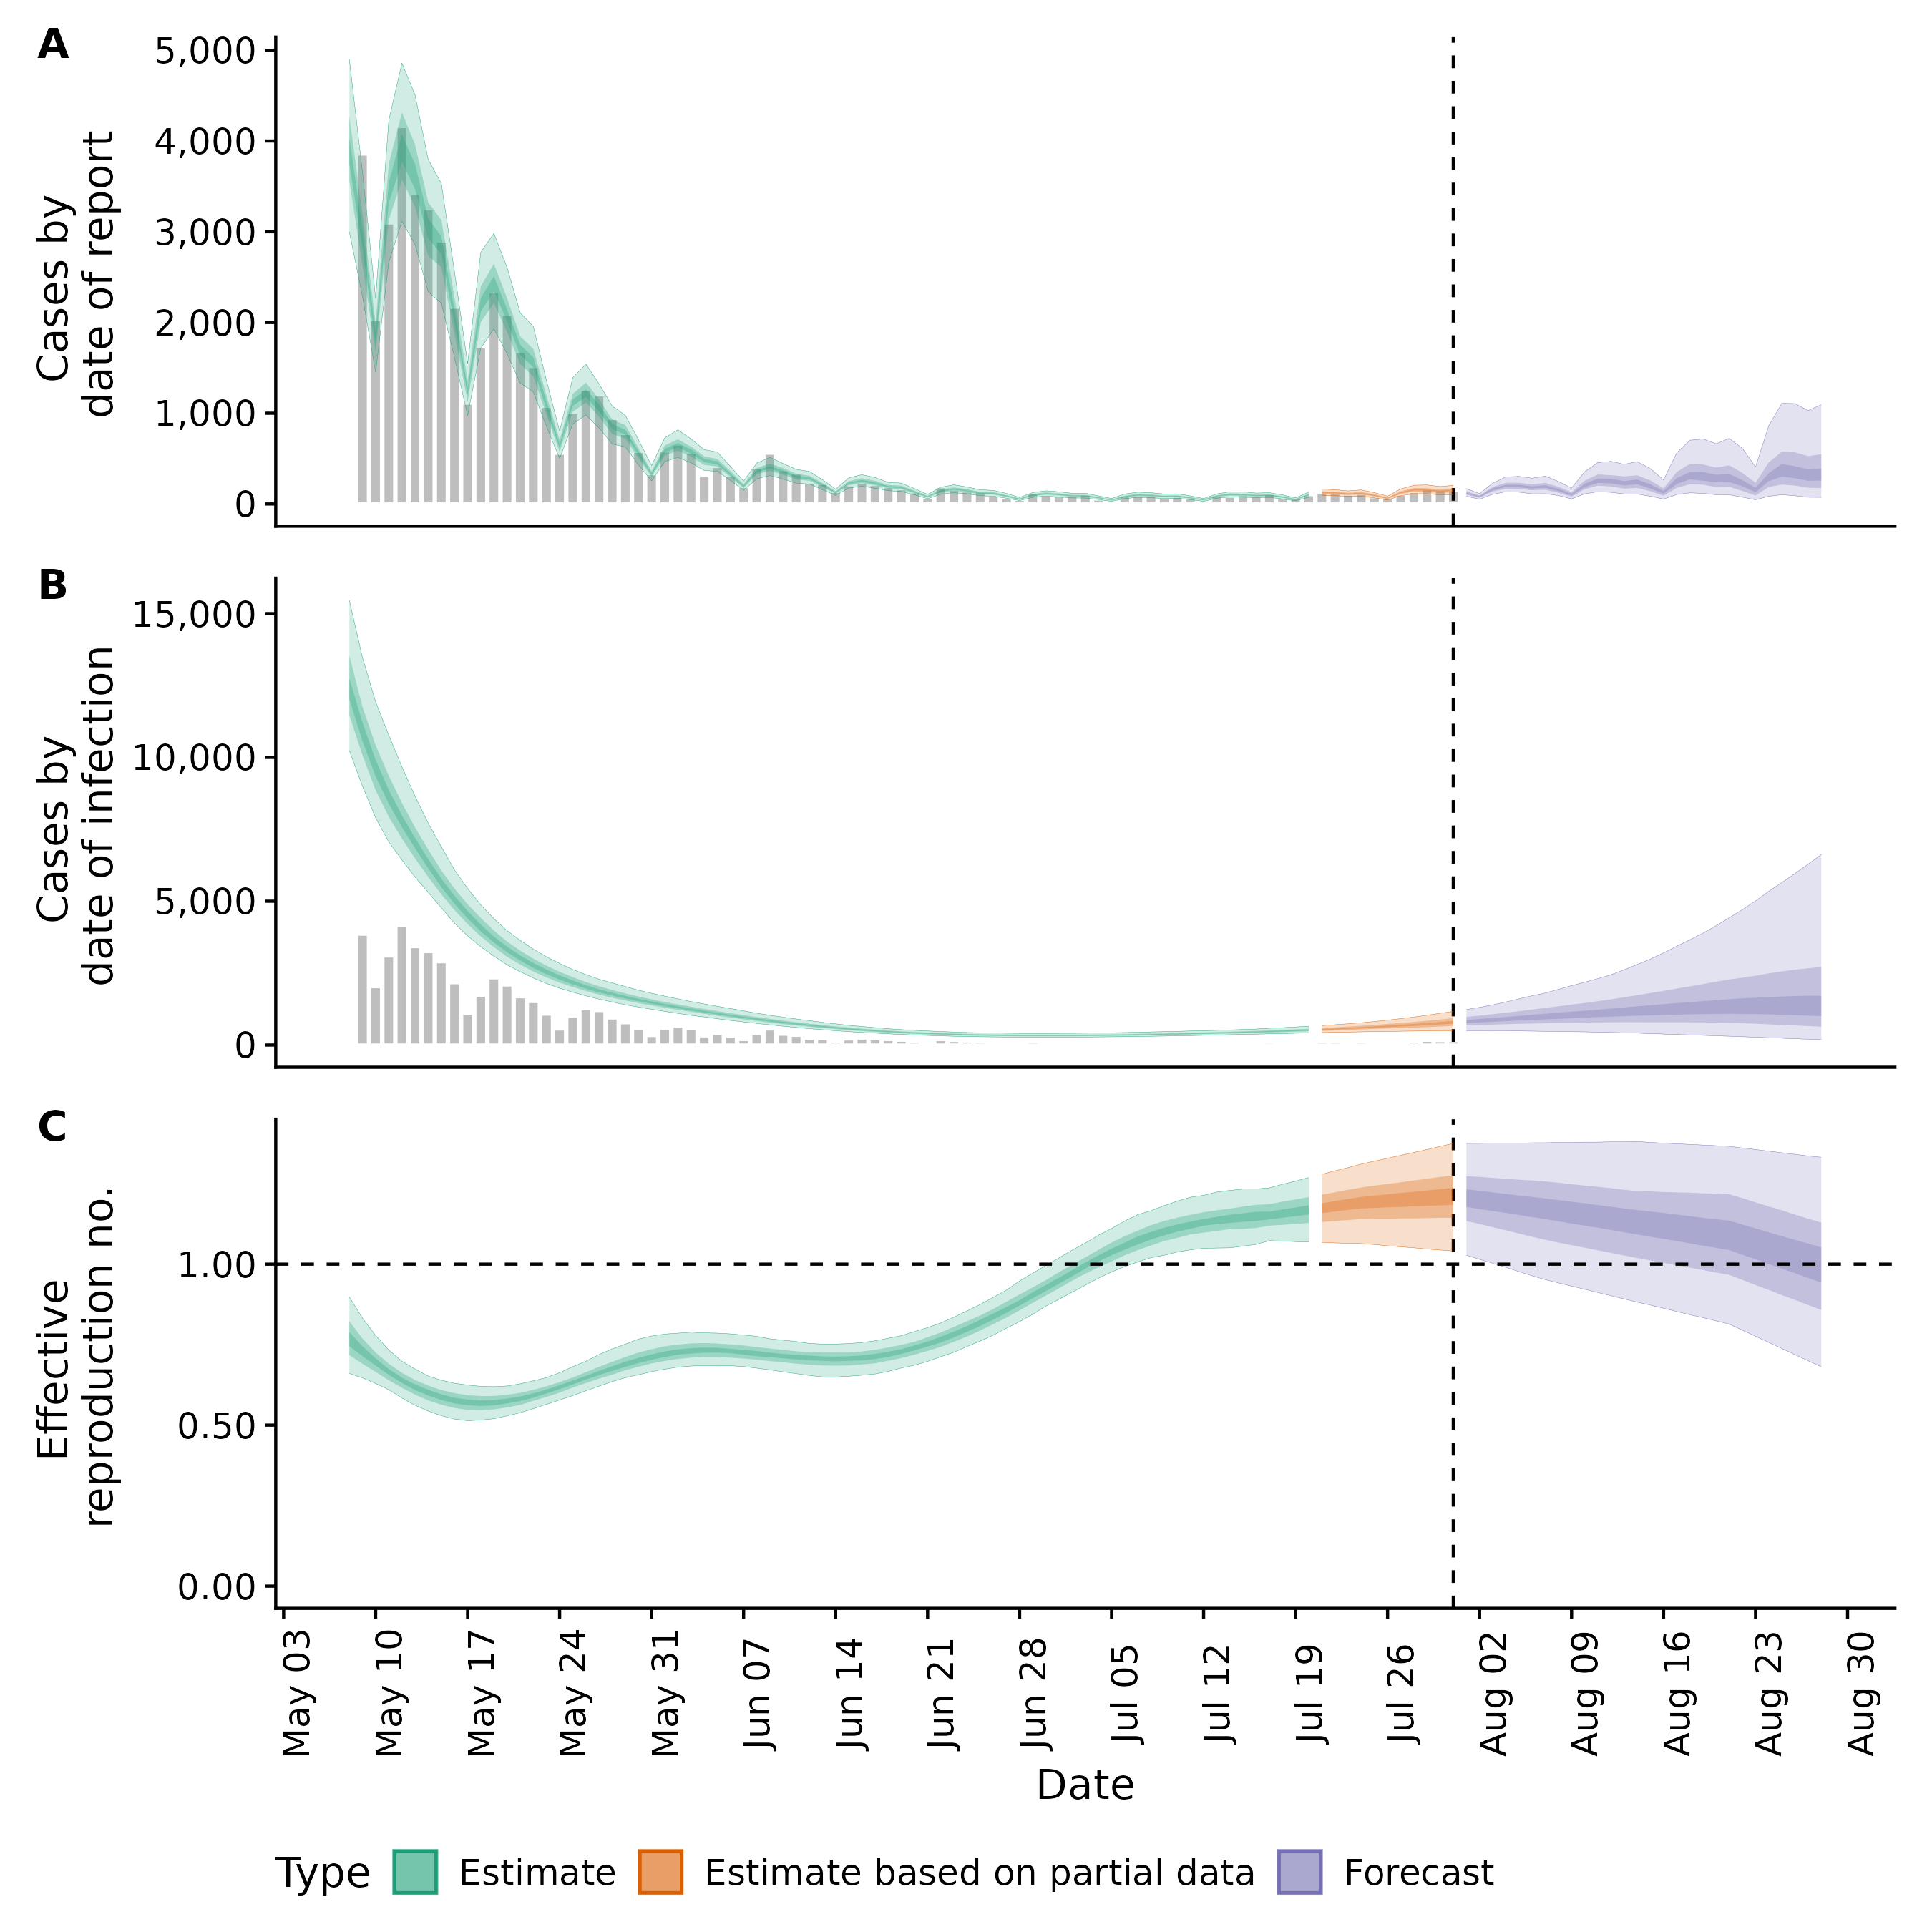 A
Cases by
date of report
5,000
4,000
3,000
2,000
1,000
0
B
Cases by
date of infection
15,000
10,000
5,000
0
C
Effective
reproduction no.
1.00
0.50
0.00
May 03
May 10
May 17
May 24
May 31
Jun 07
Jun 14
Jun 21
Jun 28
Jul 05
Jul 12
Jul 19
Jul 26
Aug 02
Aug 09
Aug 16
Aug 23
Aug 30
Date
Type Estimate Estimate based on partial data Forecast